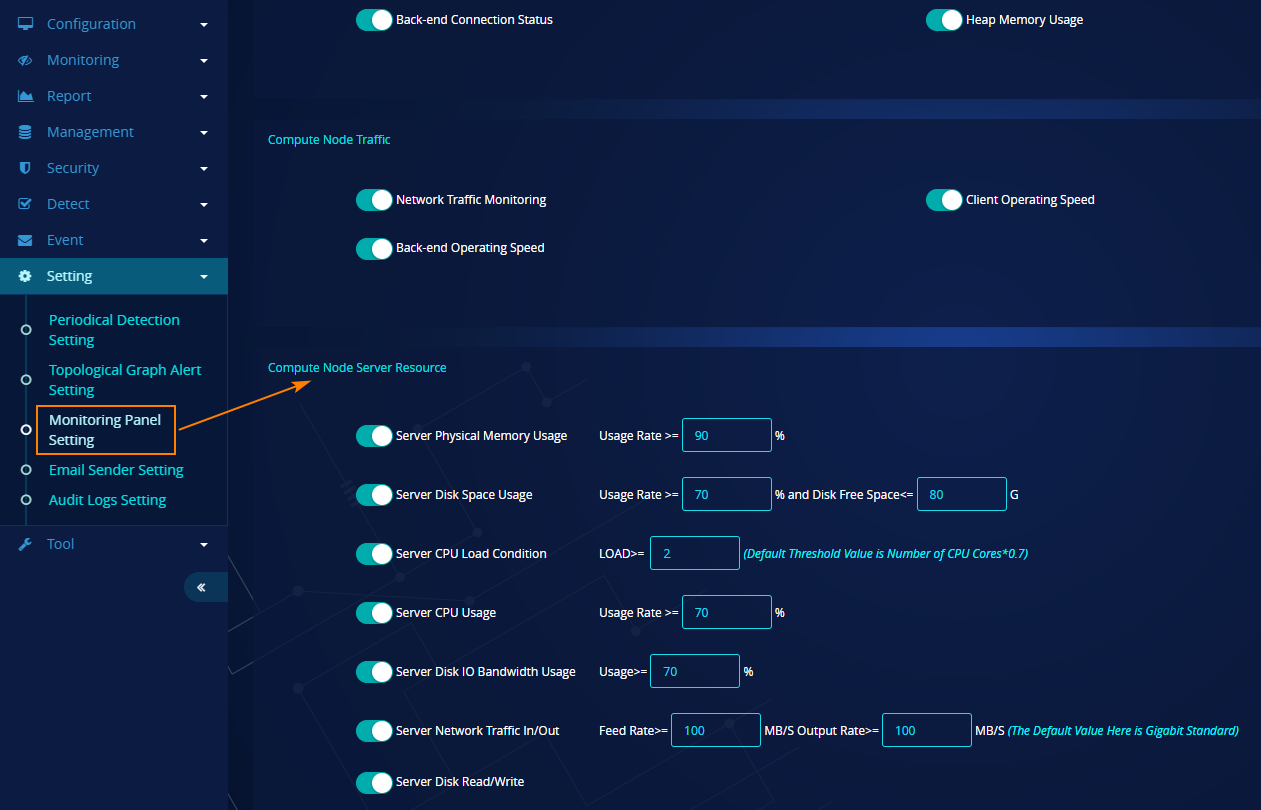 Configuration
Monitoring
Report
Management
Security
Detect
Event
Setting
Periodical Detection
Setting
Topological Graph Alert
Setting
Monitoring Panel
Setting
Email Sender Setting
Audit Logs Setting
Tool
Back-end Connection Status
Heap Memory Usage
Compute Node Traffic
Network Traffic Monitoring
Client Operating Speed
Back-end Operating Speed
Compute Node Server Resource
Server Physical Memory Usage Usage Rate >= 90 %
Server Disk Space Usage Usage Rate >= 70 % and Disk Free Space<= 80 G
Server CPU Load Condition LOAD>= 2 (Default Threshold Value is Number of CPU Cores*0.7)
Server CPU Usage Usage Rate >= 70 %
Server Disk IO Bandwidth Usage Usage>= 70 %
Server Network Traffic In/Out Feed Rate>= 100 MB/S Output Rate>= 100 MB/S (The Default Value Here is Gigabit Standard)
Server Disk Read/Write